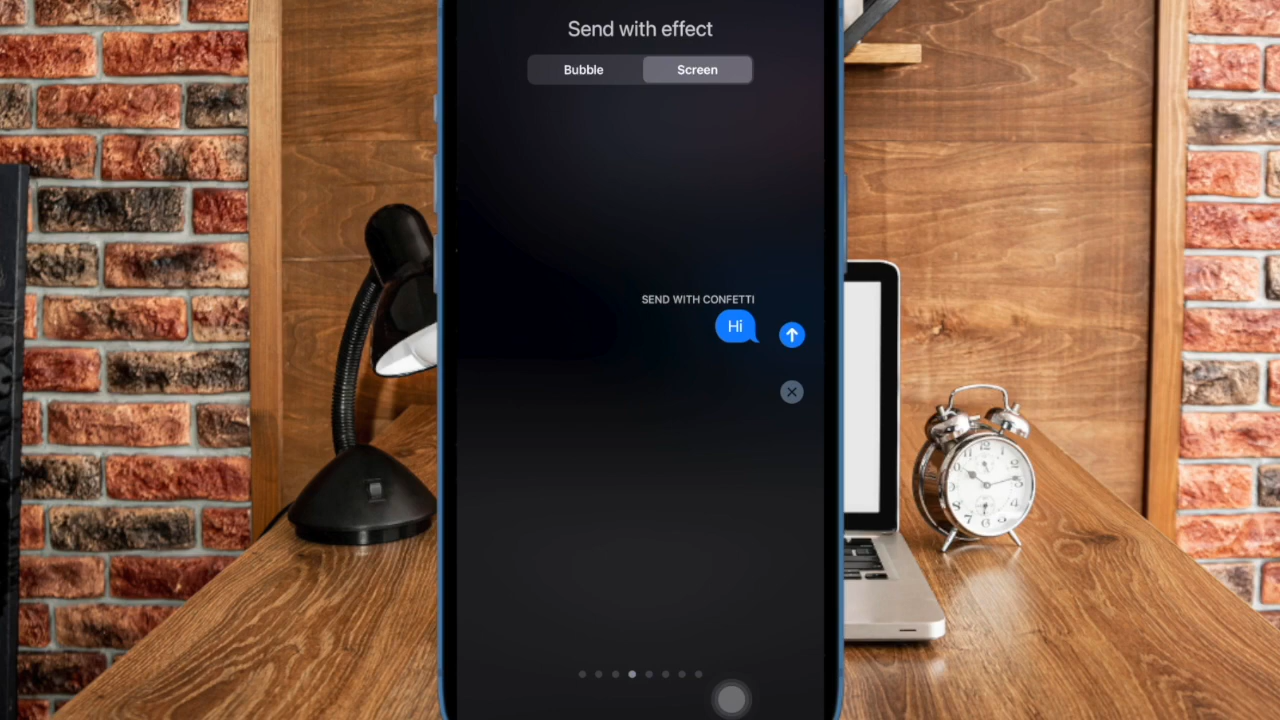 Send with effect
Bubble
Screen
SEND WITH CONFETTI
Hi